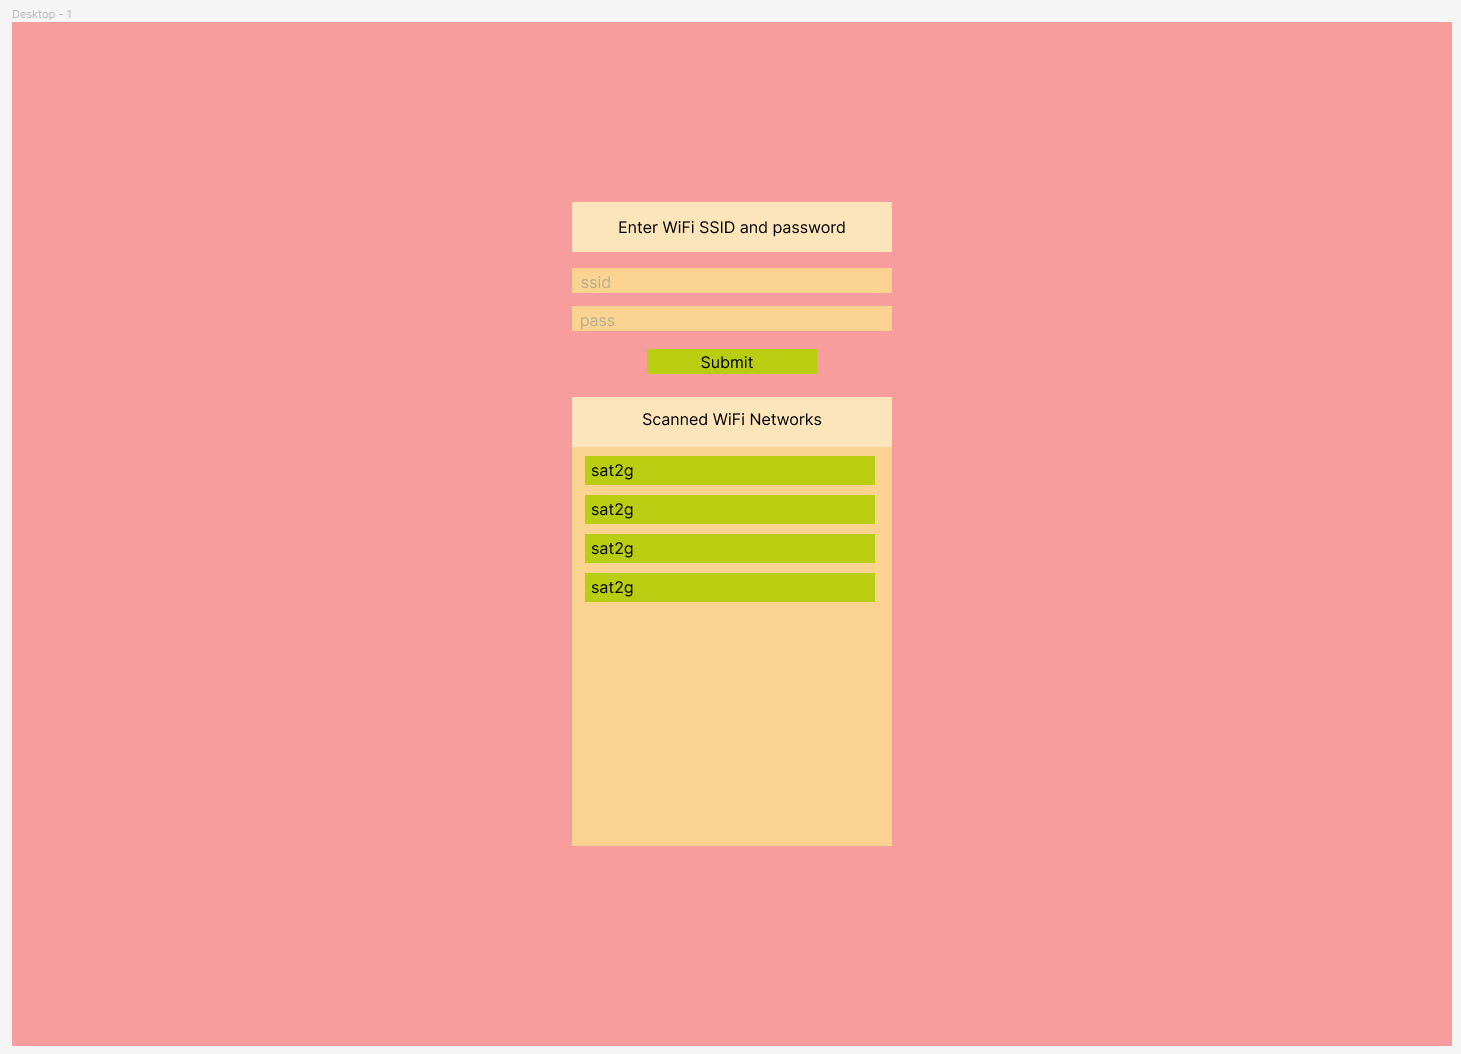 Desktop - 1
Enter WiFi SSID and password
ssid
pass
Submit
Scanned WiFi Networks
sat2g
sat2g
sat2g
sat2g